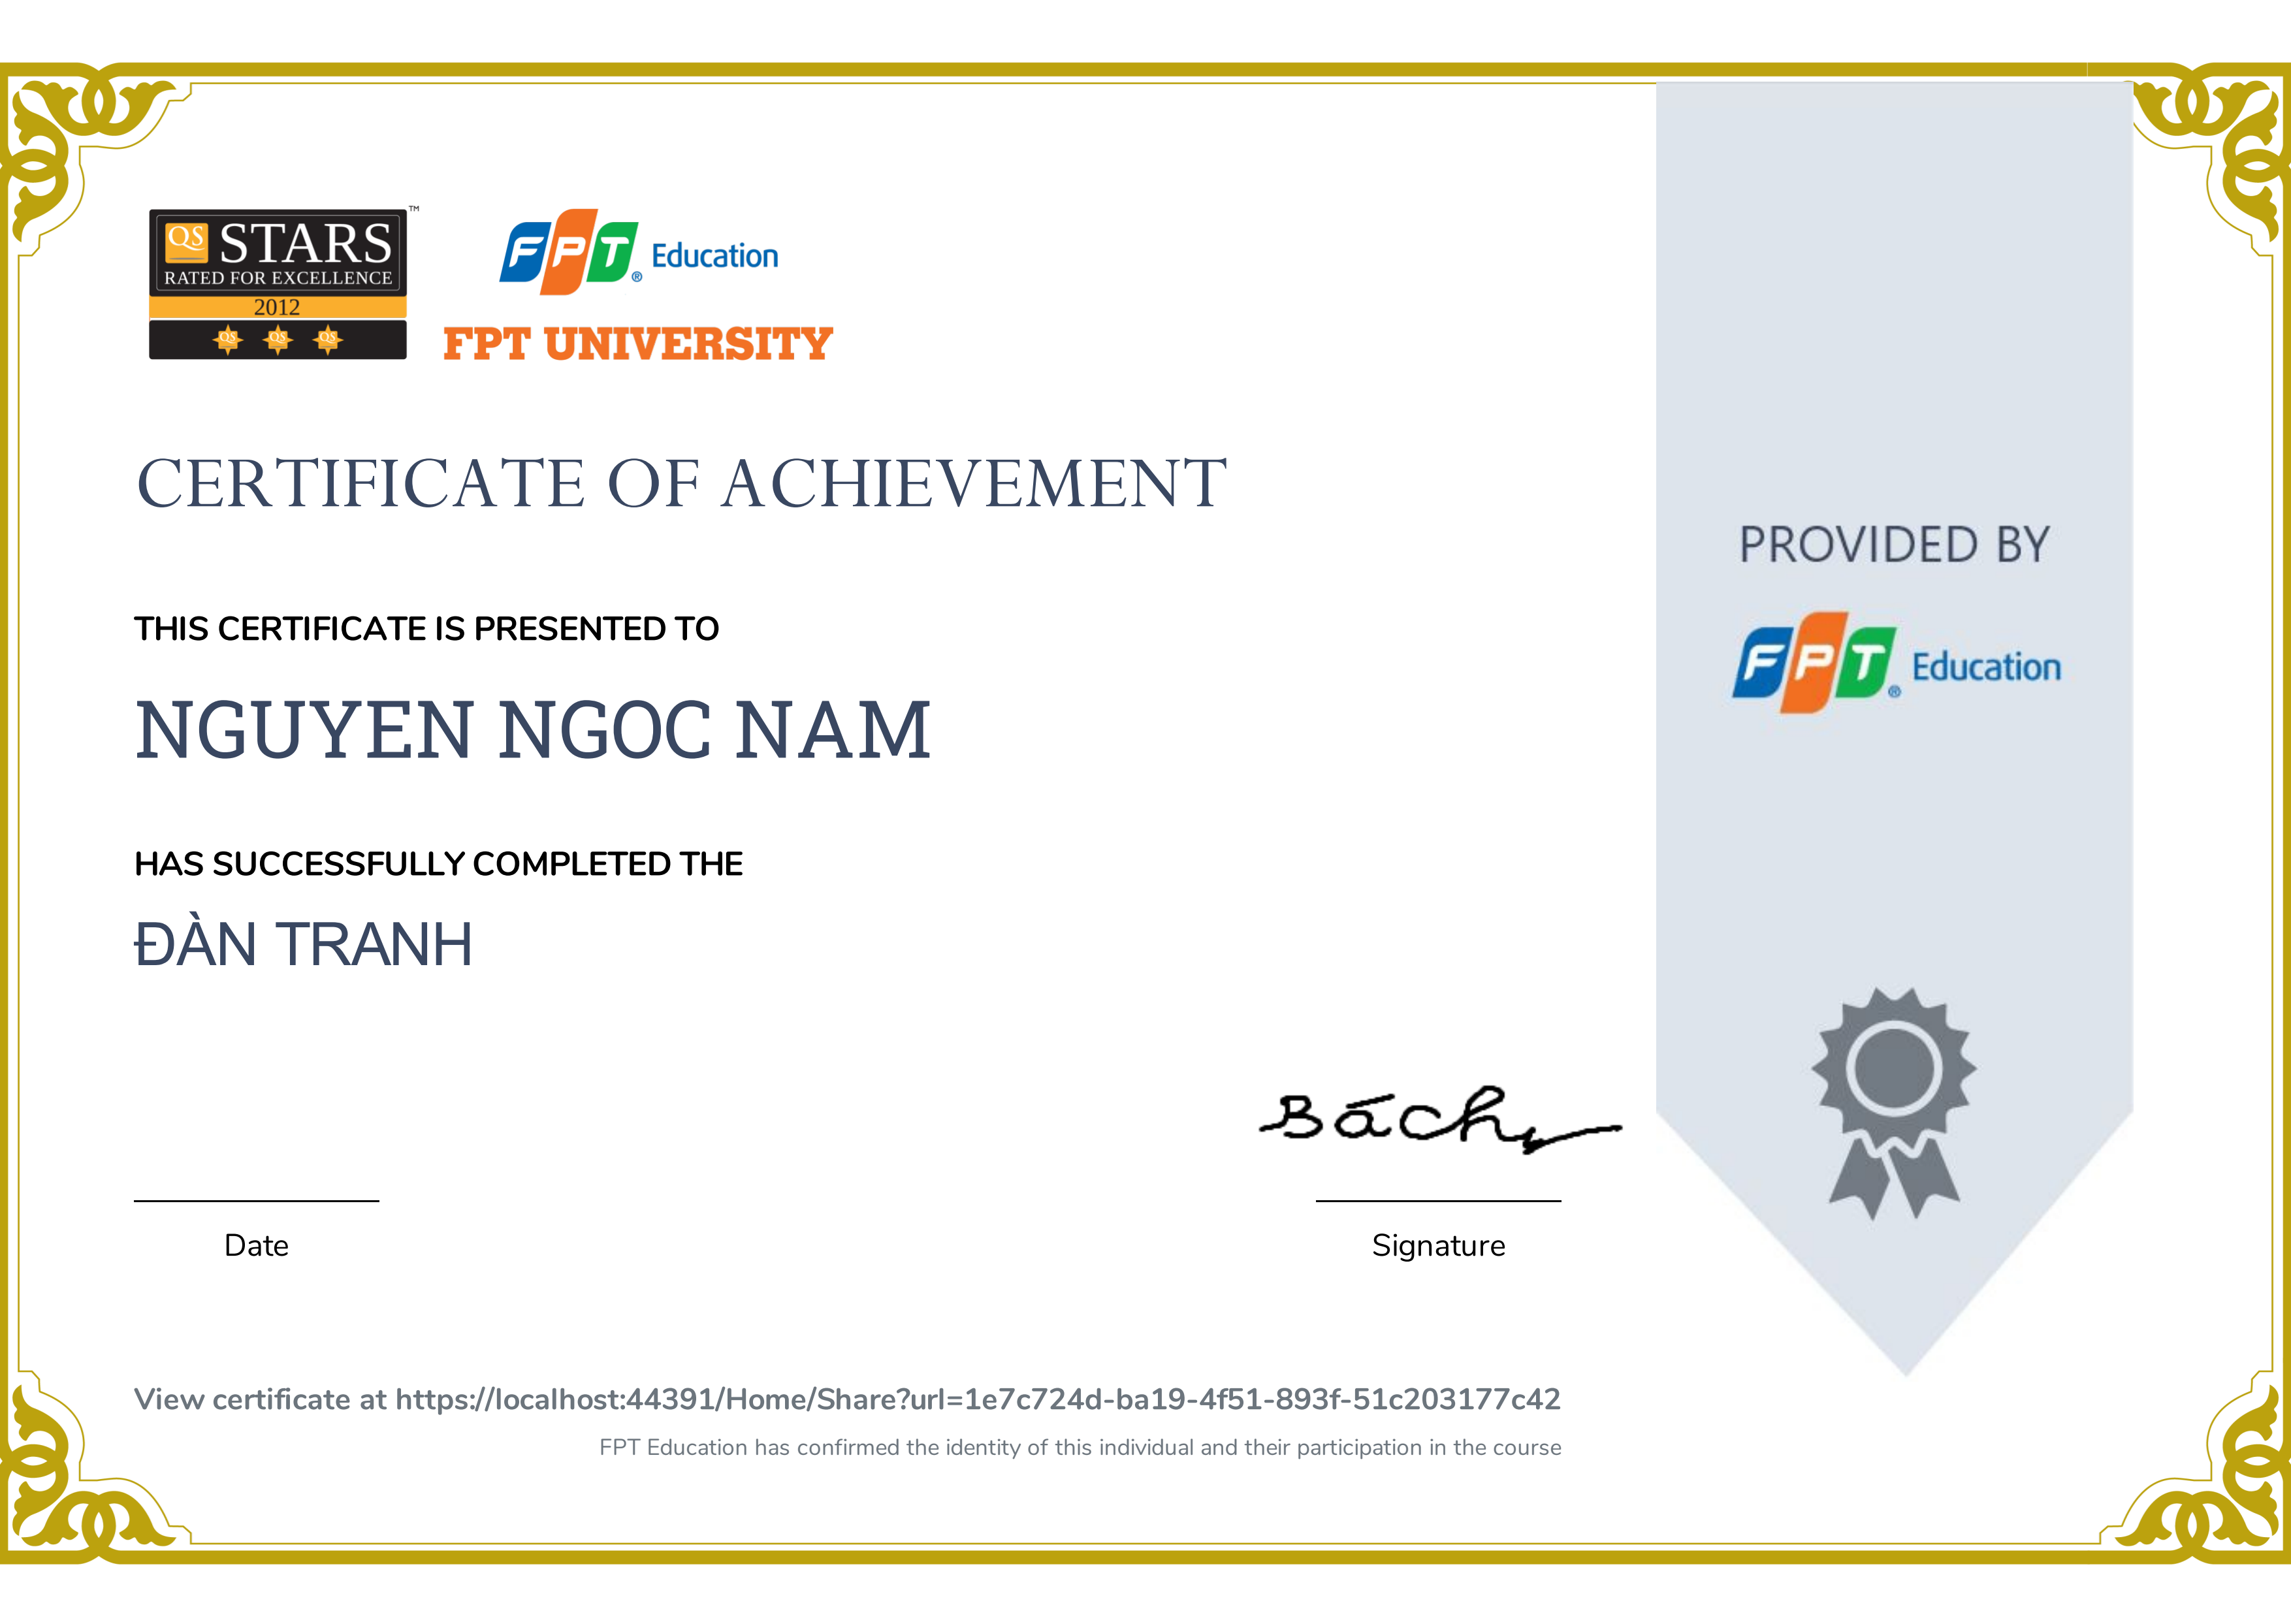 QS STARS™
RATED FOR EXCELLENCE
2012
QS QS QS
FPT® Education
FPT UNIVERSITY
CERTIFICATE OF ACHIEVEMENT
THIS CERTIFICATE IS PRESENTED TO
NGUYEN NGOC NAM
HAS SUCCESSFULLY COMPLETED THE
ĐÀN TRANH
Bách
Date
Signature
View certificate at https://localhost:44391/Home/Share?url=1e7c724d-ba19-4f51-893f-51c203177c42
FPT Education has confirmed the identity of this individual and their participation in the course
PROVIDED BY
FPT® Education